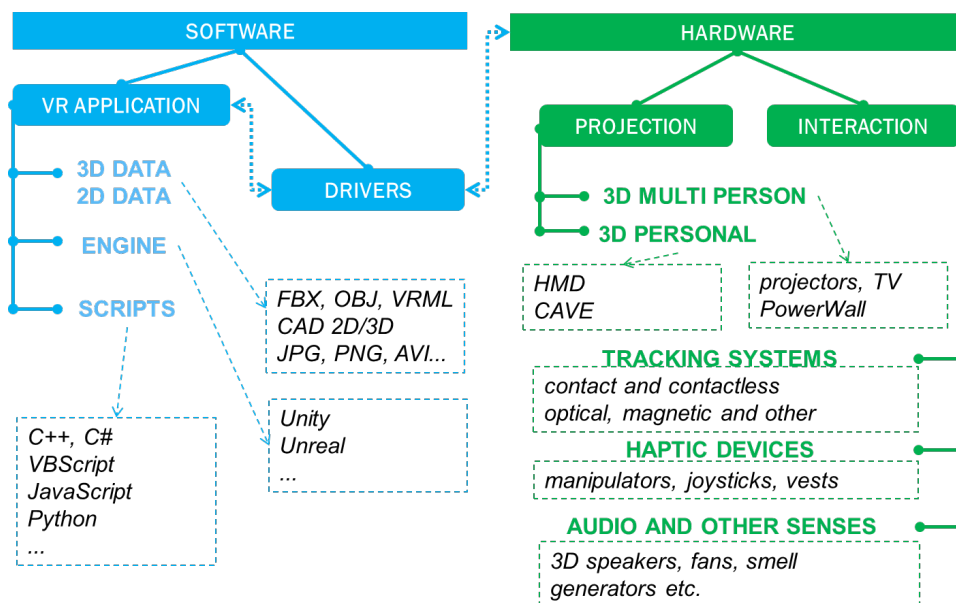 SOFTWARE
VR APPLICATION
DRIVERS
3D DATA
2D DATA
ENGINE
SCRIPTS
FBX, OBJ, VRML
CAD 2D/3D
JPG, PNG, AVI...
Unity
Unreal
...
C++, C#
VBScript
JavaScript
Python
...
HARDWARE
PROJECTION
INTERACTION
3D MULTI PERSON
3D PERSONAL
HMD
CAVE
projectors, TV
PowerWall
TRACKING SYSTEMS
contact and contactless
optical, magnetic and other
HAPTIC DEVICES
manipulators, joysticks, vests
AUDIO AND OTHER SENSES
3D speakers, fans, smell
generators etc.